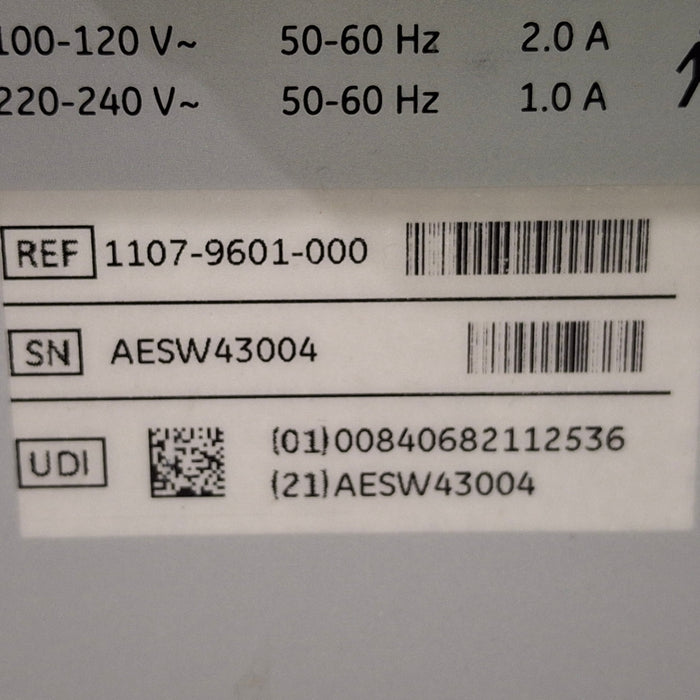 100-120 V~ 50-60 Hz 2.0 A
220-240 V~ 50-60 Hz 1.0 A
REF 1107-9601-000
SN AESW43004
UDI (01)00840682112536
(21)AESW43004